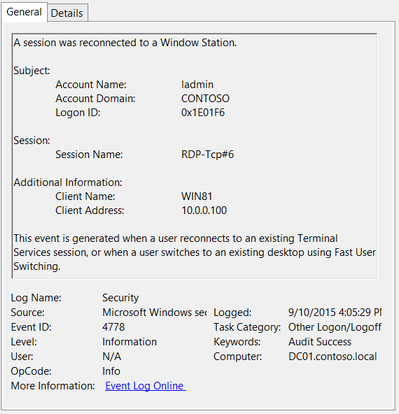 General Details
A session was reconnected to a Window Station.
Subject:
Account Name: ladmin
Account Domain: CONTOSO
Logon ID: 0x1E01F6
Session:
Session Name: RDP-Tcp#6
Additional Information:
Client Name: WIN81
Client Address: 10.0.0.100
This event is generated when a user reconnects to an existing Terminal
Services session, or when a user switches to an existing desktop using Fast User
Switching.
Log Name: Security
Source: Microsoft Windows sec Logged: 9/10/2015 4:05:29 PM
Event ID: 4778 Task Category: Other Logon/Logoff
Level: Information Keywords: Audit Success
User: N/A Computer: DC01.contoso.local
OpCode: Info
More Information: Event Log Online